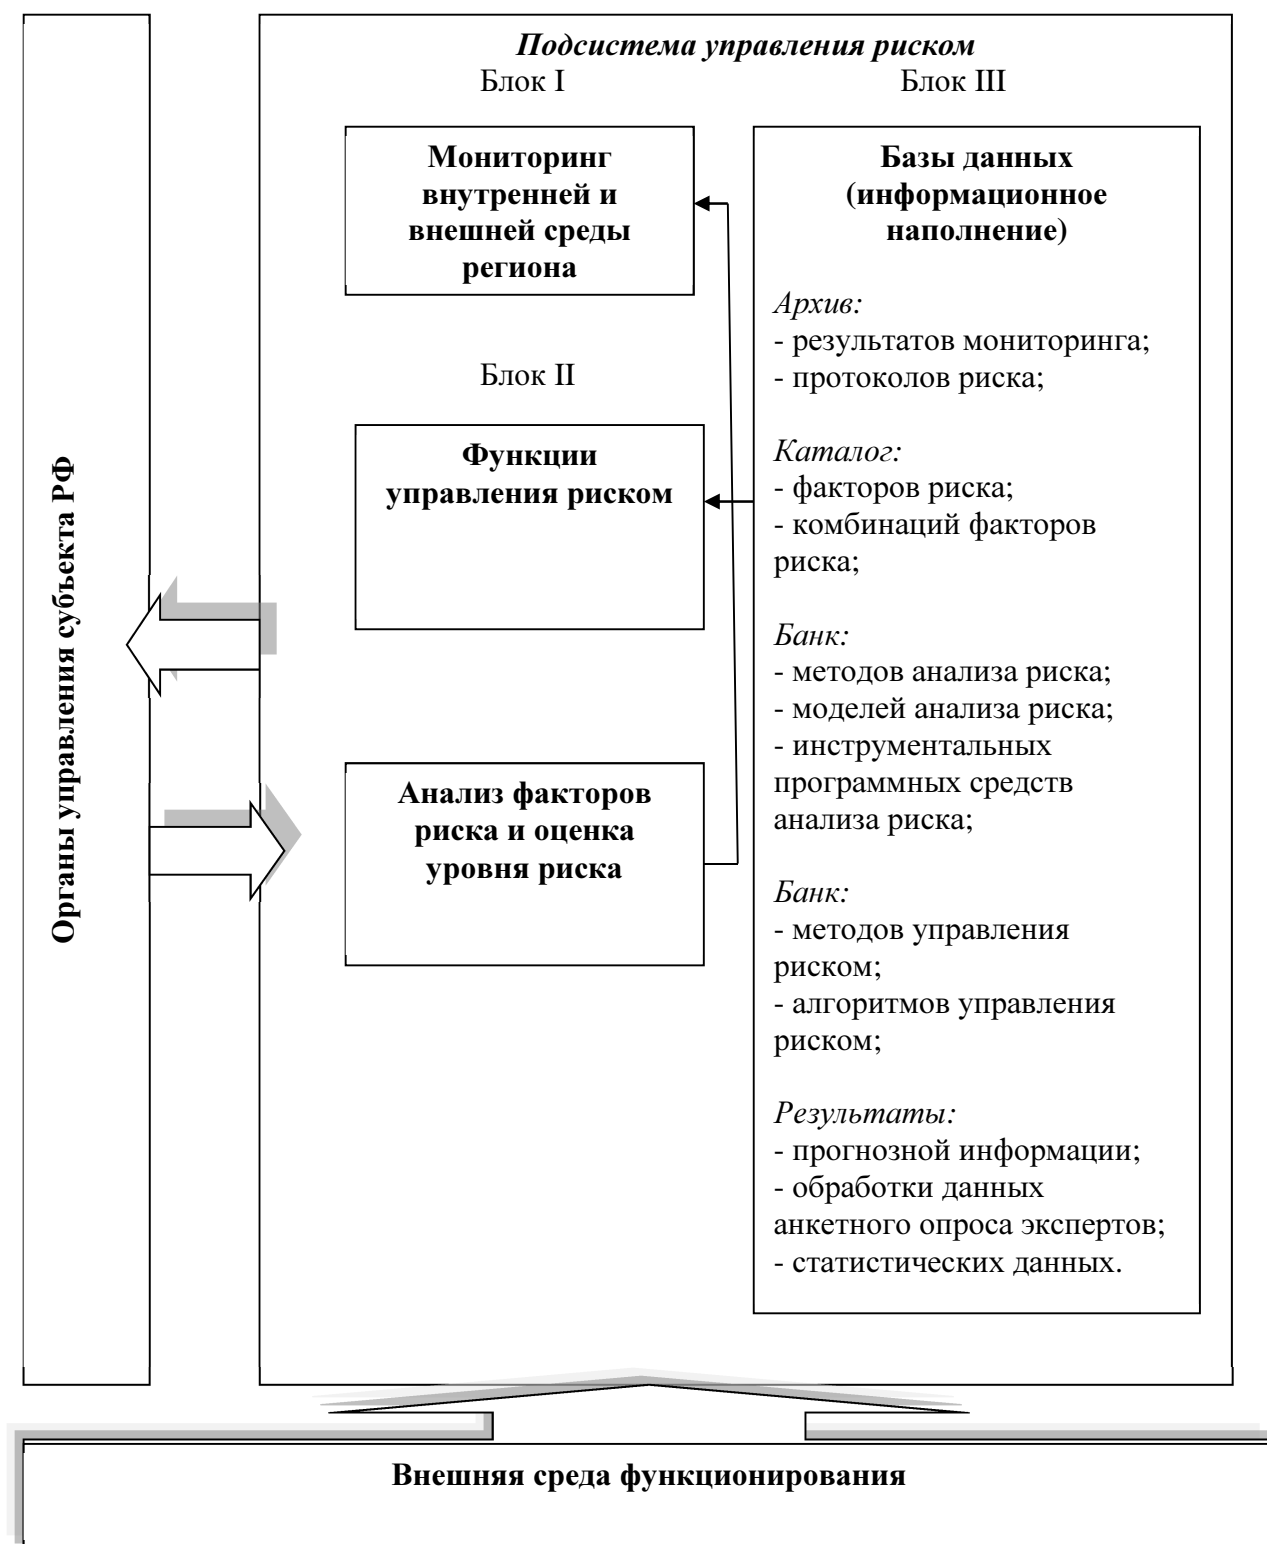 Органы управления субъекта РФ
Подсистема управления риском
Блок I
Мониторинг
внутренней и
внешней среды
региона
Блок II
Функции
управления риском
Анализ факторов
риска и оценка
уровня риска
Блок III
Базы данных
(информационное
наполнение)
Архив:
- результатов мониторинга;
- протоколов риска;
Каталог:
- факторов риска;
- комбинаций факторов
риска;
Банк:
- методов анализа риска;
- моделей анализа риска;
- инструментальных
программных средств
анализа риска;
Банк:
- методов управления
риском;
- алгоритмов управления
риском;
Результаты:
- прогнозной информации;
- обработки данных
анкетного опроса экспертов;
- статистических данных.
Внешняя среда функционирования